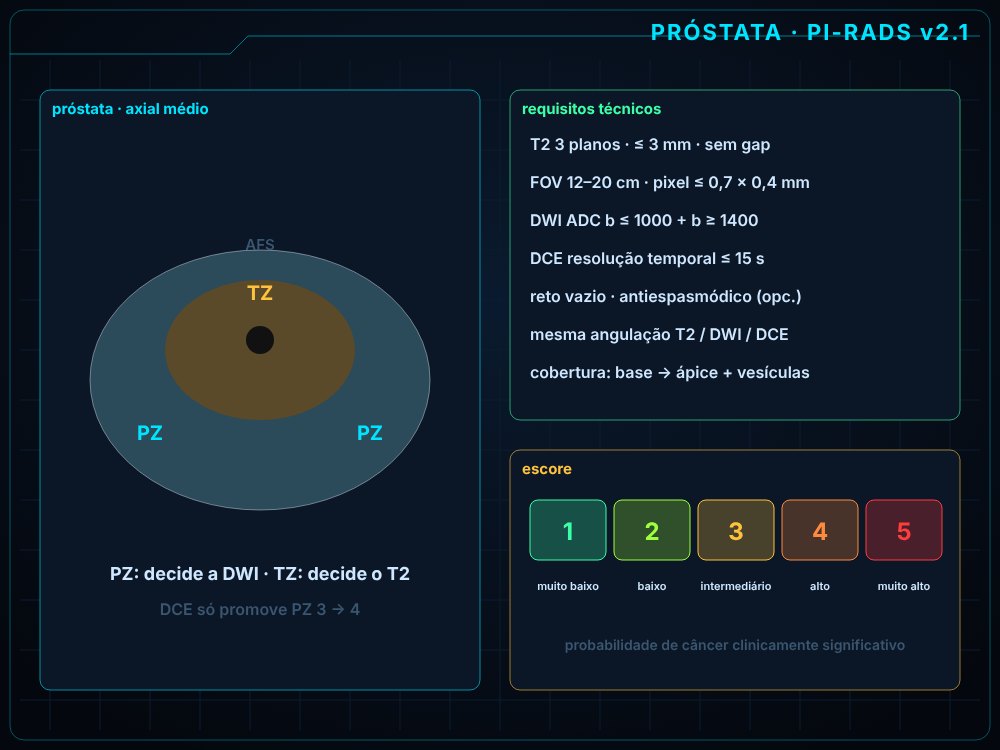 PRÓSTATA · PI-RADS v2.1
próstata · axial médio
AFS
TZ
PZ PZ
PZ: decide a DWI · TZ: decide o T2
DCE só promove PZ 3 → 4
requisitos técnicos
T2 3 planos · ≤ 3 mm · sem gap
FOV 12–20 cm · pixel ≤ 0,7 × 0,4 mm
DWI ADC b ≤ 1000 + b ≥ 1400
DCE resolução temporal ≤ 15 s
reto vazio · antiespasmódico (opc.)
mesma angulação T2 / DWI / DCE
cobertura: base → ápice + vesículas
escore
1 2 3 4 5
muito baixo baixo intermediário alto muito alto
probabilidade de câncer clinicamente significativo